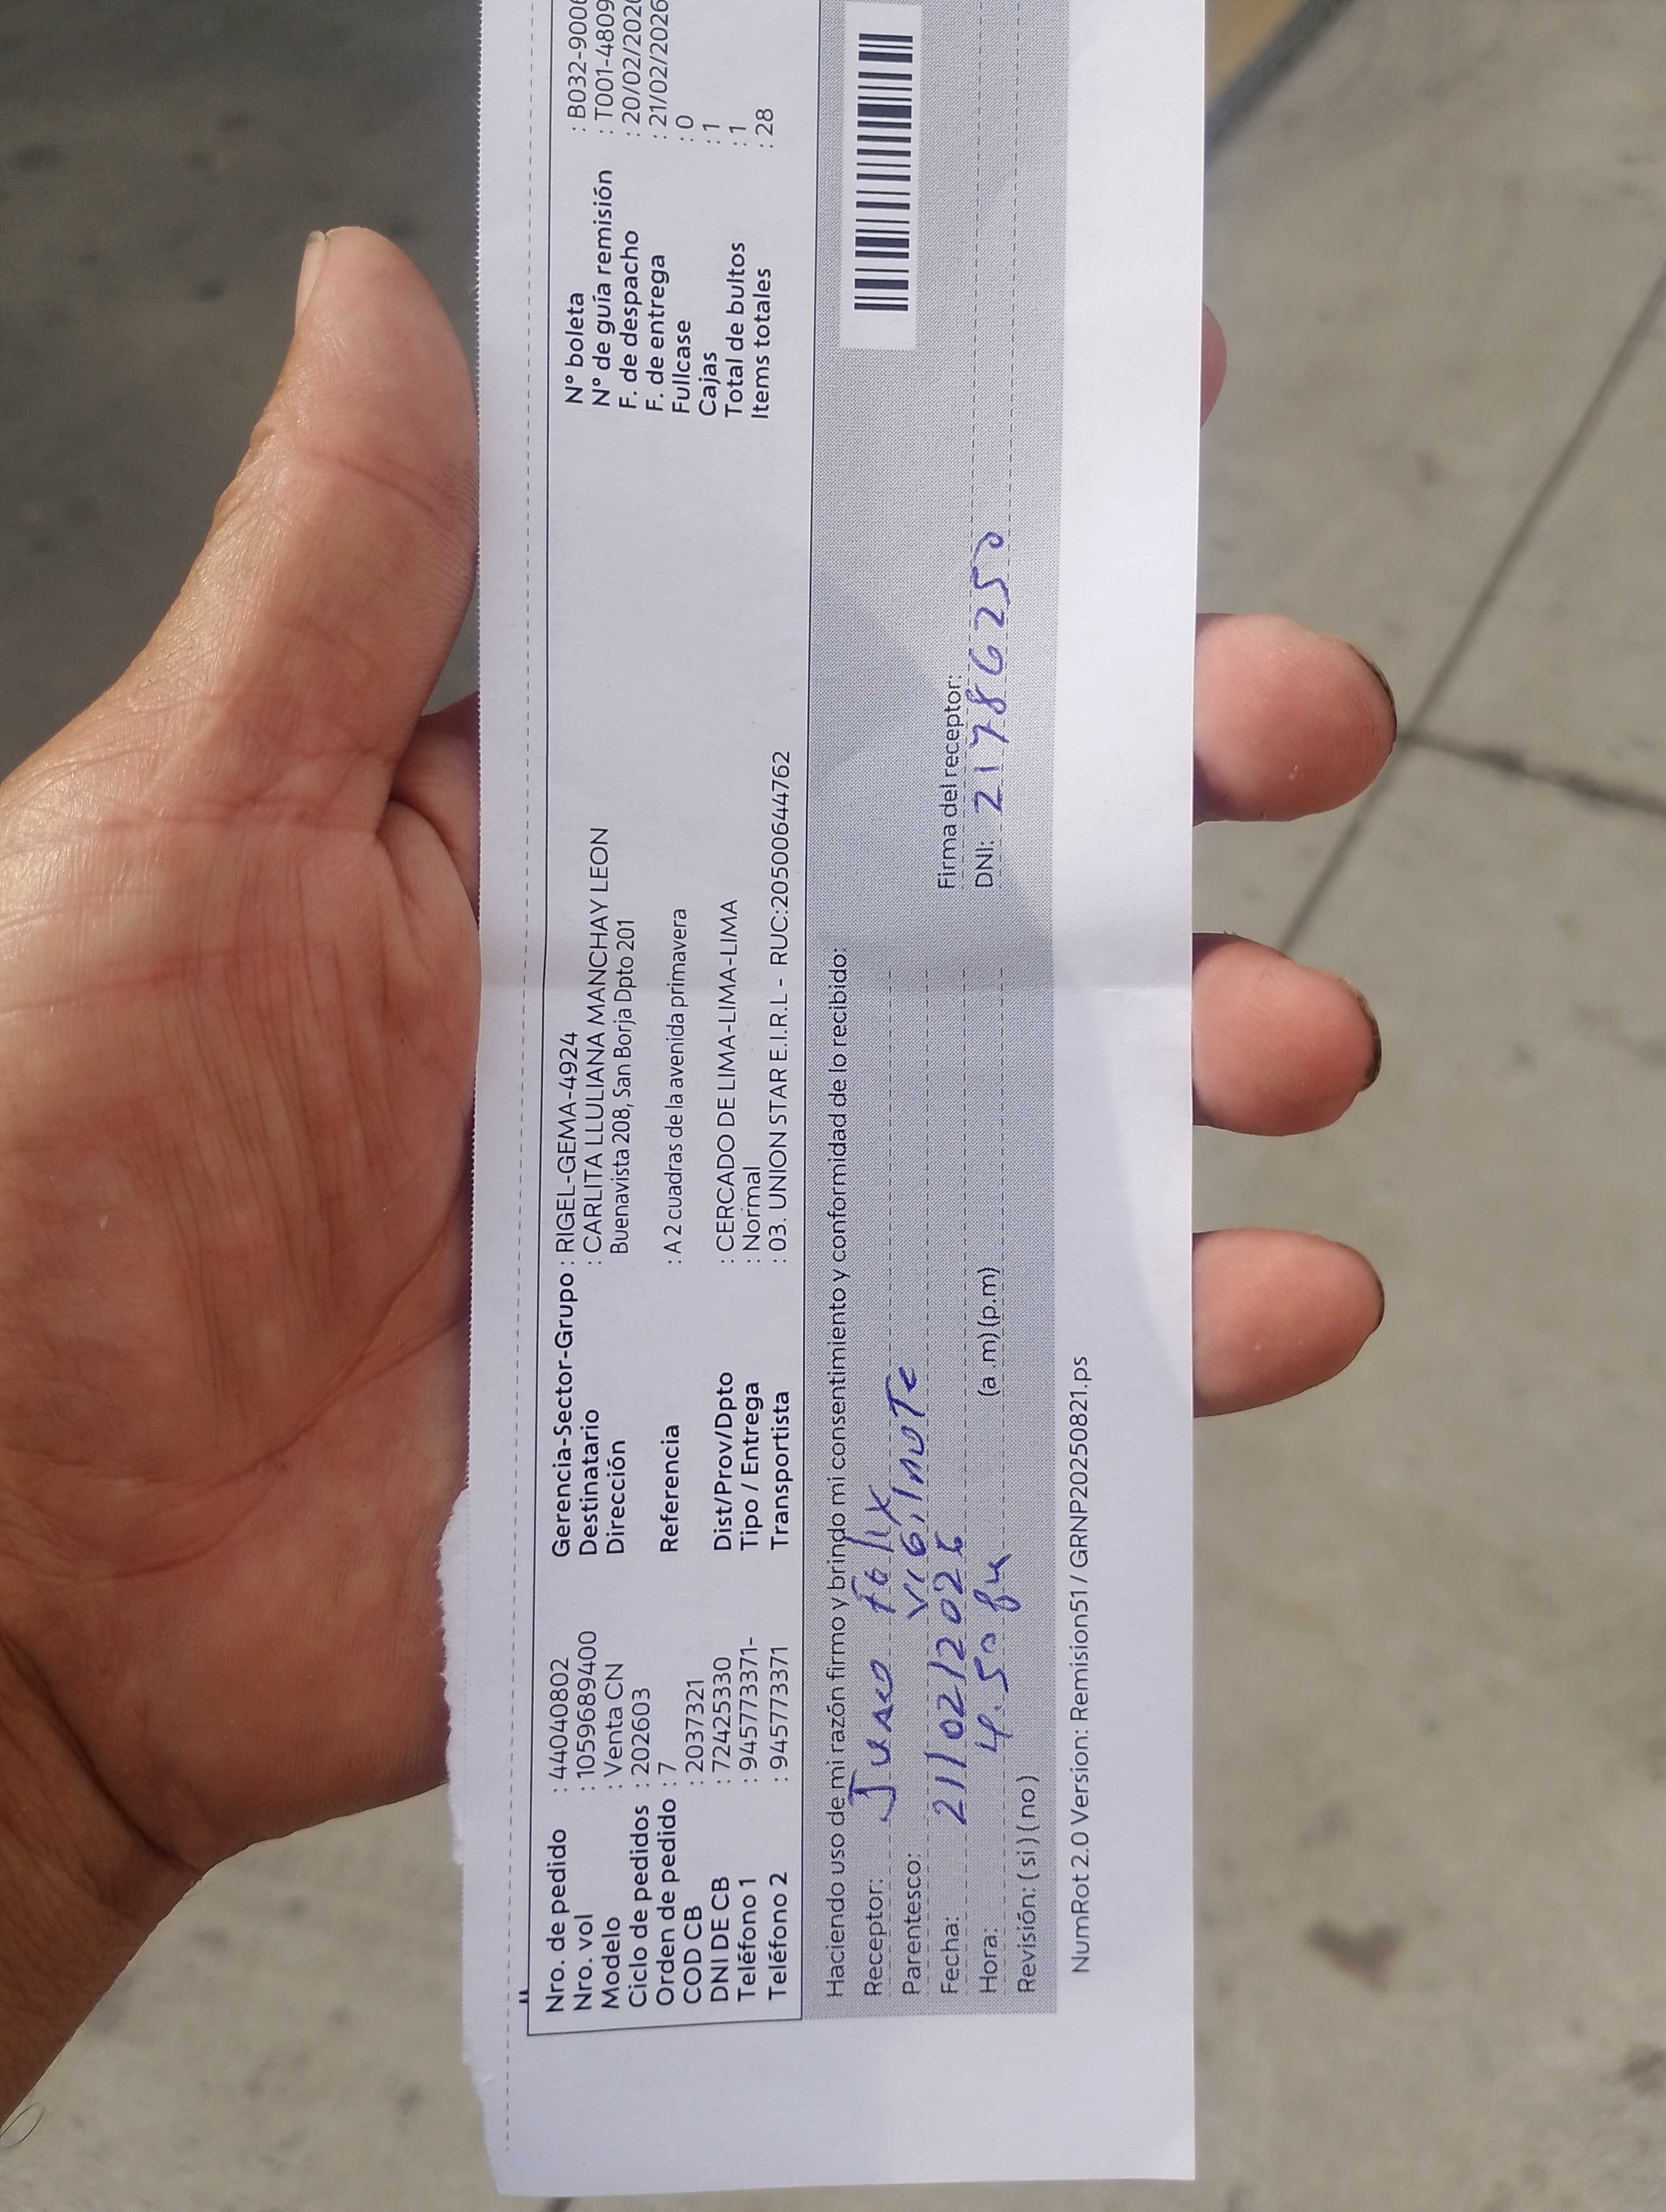 Nro. de pedido : 44040802
Nro. vol : 1059689400
Modelo : Venta CN
Ciclo de pedidos : 202603
Orden de pedido : 7
COD CB : 2037321
DNI DE CB : 72425330
Teléfono 1 : 945773371-
Teléfono 2 : 945773371
Gerencia-Sector-Grupo : RIGEL-GEMA-4924
Destinatario : CARLITA LLULIANA MANCHAY LEON
Dirección Buenavista 208, San Borja Dpto 201
Referencia : A 2 cuadras de la avenida primavera
Dist/Prov/Dpto : CERCADO DE LIMA-LIMA-LIMA
Tipo / Entrega : Normal
Transportista : 03. UNION STAR E.I.R.L - RUC:20500644762
N° boleta : B032-900
N° de guía remisión : T001-4809
F. de despacho : 20/02/202
F. de entrega : 21/02/2026
Fullcase : 0
Cajas : 1
Total de bultos : 1
Items totales : 28
Haciendo uso de mi razón firmo y brindo mi consentimiento y conformidad de lo recibido:
Receptor:
Parentesco:
Fecha: 21/02/2026
Hora: 4.50 (a .m) (p.m)
Revisión: ( si ) ( no )
Firma del receptor:
DNI: 21786250
NumRot 2.0 Version: Remision51 / GRNP20250821.ps